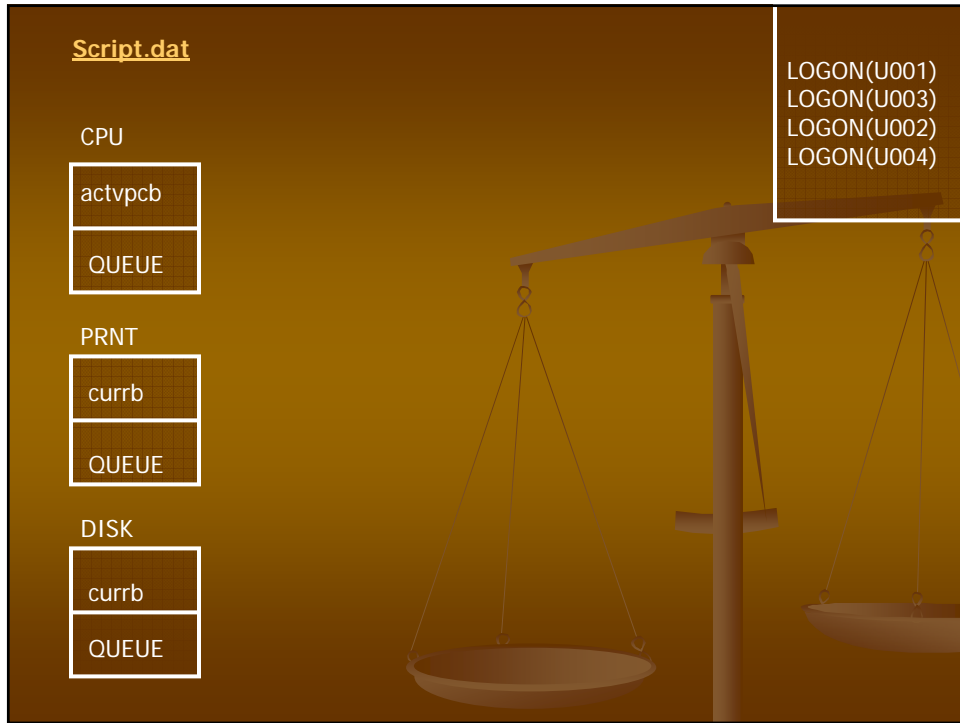 Script.dat
LOGON(U001)
LOGON(U003)
LOGON(U002)
LOGON(U004)
CPU
actvpcb
QUEUE
PRNT
currb
QUEUE
DISK
currb
QUEUE